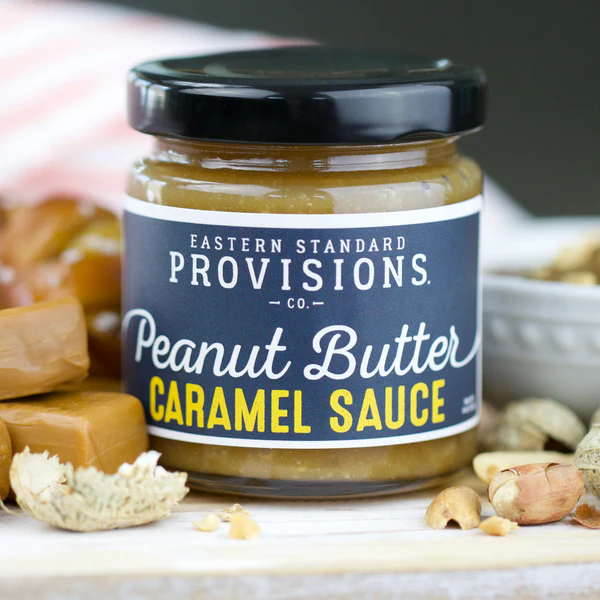 EASTERN STANDARD
PROVISIONS.
– CO. –
Peanut Butter
CARAMEL SAUCE